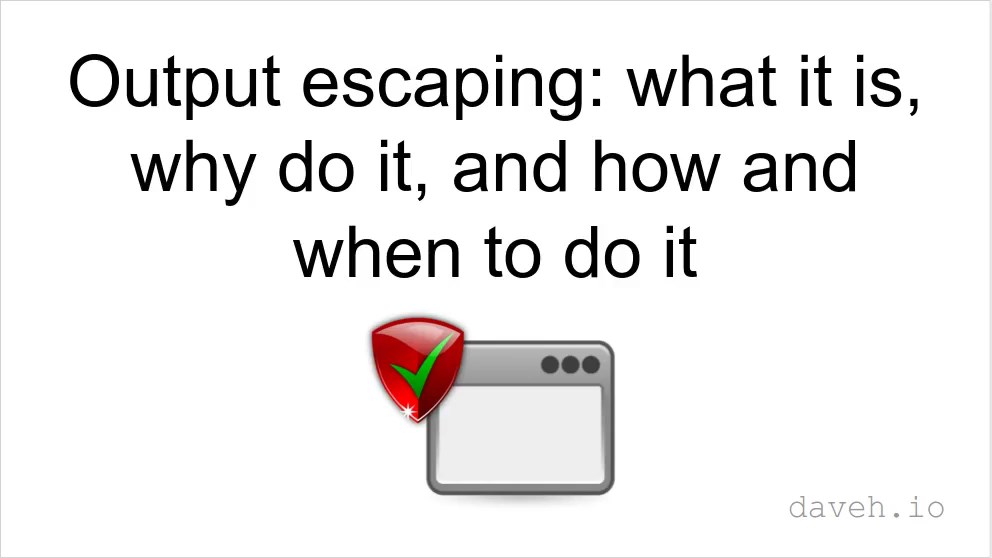 Output escaping: what it is,
why do it, and how and
when to do it
daveh.io